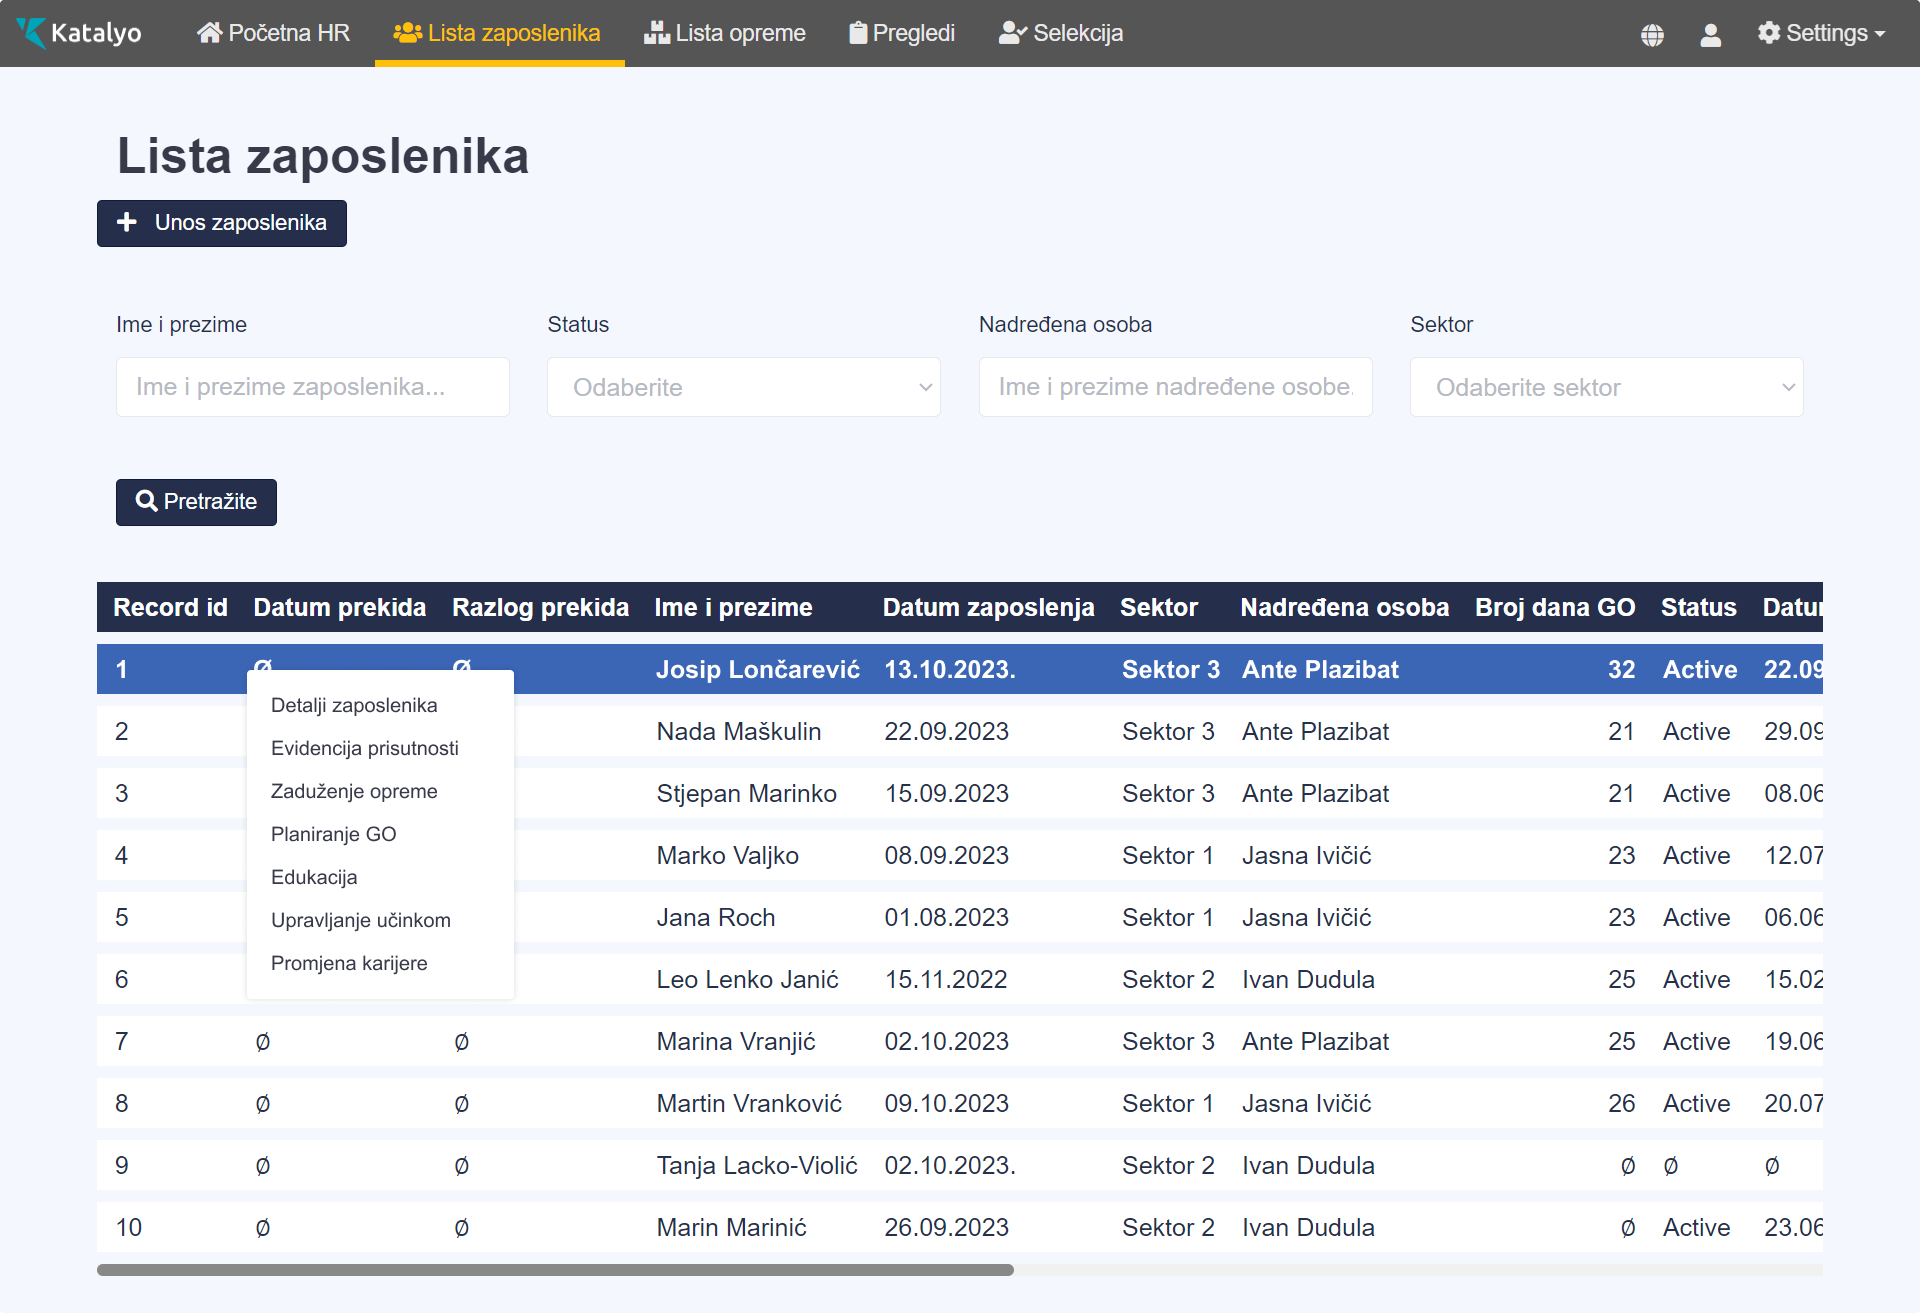 Katalyo Početna HR Lista zaposlenika Lista opreme Pregledi Selekcija Settings
Lista zaposlenika
Unos zaposlenika
Ime i prezime Status Nadređena osoba Sektor
Ime i prezime zaposlenika... Odaberite Ime i prezime nadređene osobe. Odaberite sektor
Pretražite
Record id Datum prekida Razlog prekida Ime i prezime Datum zaposlenja Sektor Nadređena osoba Broj dana GO Status Datu
1 Ø Ø Josip Lončarević 13.10.2023. Sektor 3 Ante Plazibat 32 Active 22.09
Detalji zaposlenika
2 Nada Maškulin 22.09.2023 Sektor 3 Ante Plazibat 21 Active 29.09
Evidencija prisutnosti
Zaduženje opreme
3 Stjepan Marinko 15.09.2023 Sektor 3 Ante Plazibat 21 Active 08.06
Planiranje GO
4 Marko Valjko 08.09.2023 Sektor 1 Jasna Ivičić 23 Active 12.07
Edukacija
5 Jana Roch 01.08.2023 Sektor 1 Jasna Ivičić 23 Active 06.06
Upravljanje učinkom
Promjena karijere
6 Leo Lenko Janić 15.11.2022 Sektor 2 Ivan Dudula 25 Active 15.02
7 Ø Ø Marina Vranjić 02.10.2023 Sektor 3 Ante Plazibat 25 Active 19.06
8 Ø Ø Martin Vranković 09.10.2023 Sektor 1 Jasna Ivičić 26 Active 20.07
9 Ø Ø Tanja Lacko-Violić 02.10.2023. Sektor 2 Ivan Dudula Ø Ø Ø
10 Ø Ø Marin Marinić 26.09.2023 Sektor 2 Ivan Dudula Ø Active 23.06